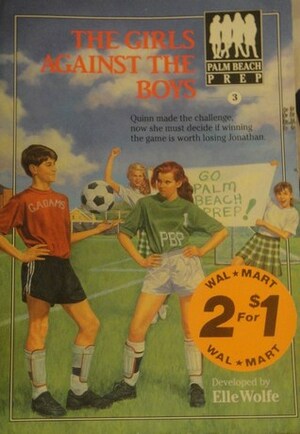 THE GIRLS
AGAINST THE
BOYS
PALM BEACH
PREP
3
Quinn made the challenge,
now she must decide if winning
the game is worth losing Jonathan.
GO
PALM
BEACH
PREP!
G.ADAMS
1
PBP
WAL★MART
2 For $1
WAL★MART
Developed by
Elle Wolfe